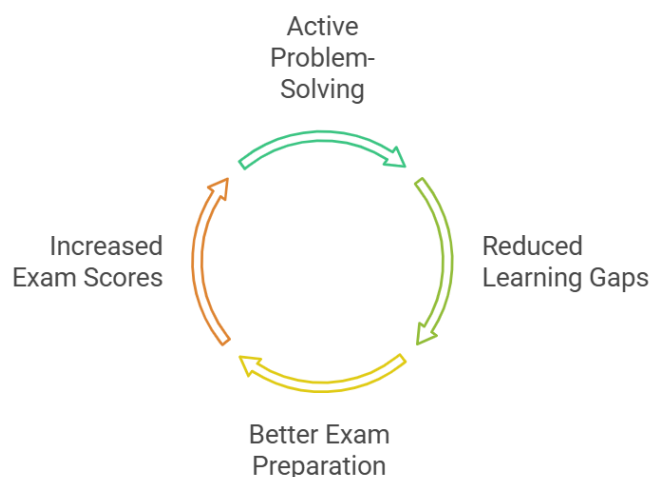 Active
Problem-
Solving
Reduced
Learning Gaps
Better Exam
Preparation
Increased
Exam Scores